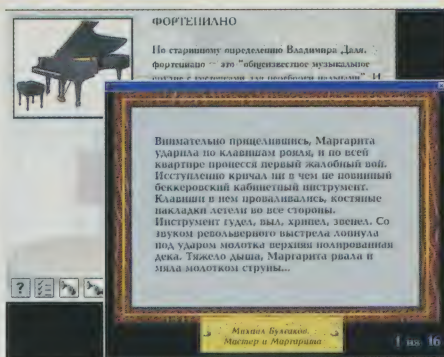 ФОРТЕПИАНО
По старинному определению Владимира Даля,
фортепиано – это "общеизвестное музыкальное
Внимательно прицелившись, Маргарита
ударила по клавишам рояля, и по всей
квартире пронесся первый жалобный вой.
Исступленно кричал ни в чем не повинный
беккеровский кабинетный инструмент.
Клавиши в нем проваливались, костяные
накладки летели во все стороны.
Инструмент гудел, выл, хрипел, звенел. Со
звуком револьверного выстрела лопнула
под ударом молотка верхняя полированная
дека. Тяжело дыша, Маргарита рвала и
мяла молотком струны...
?
Михаил Булгаков.
Мастер и Маргарита
1 из 16